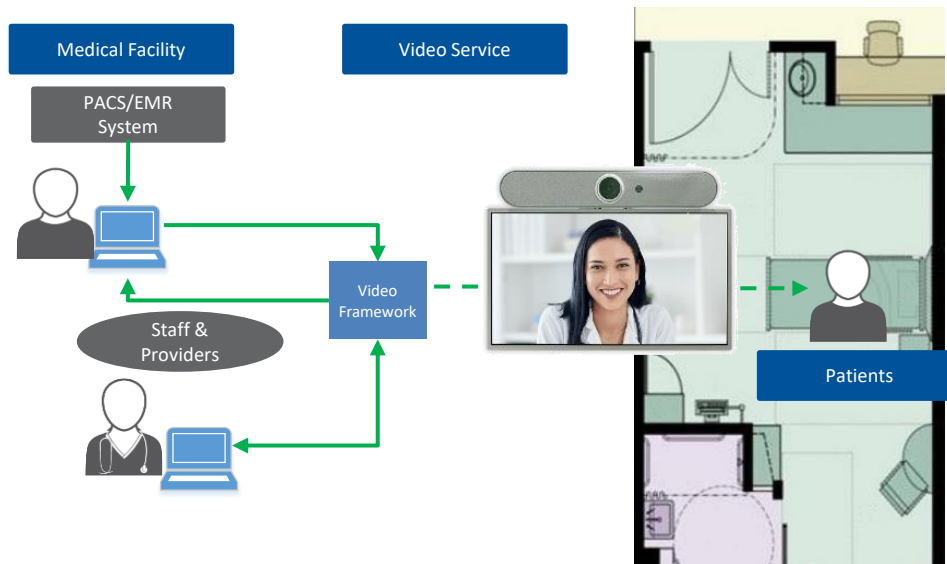 Medical Facility
Video Service
PACS/EMR
System
Video
Framework
Staff &
Providers
Patients